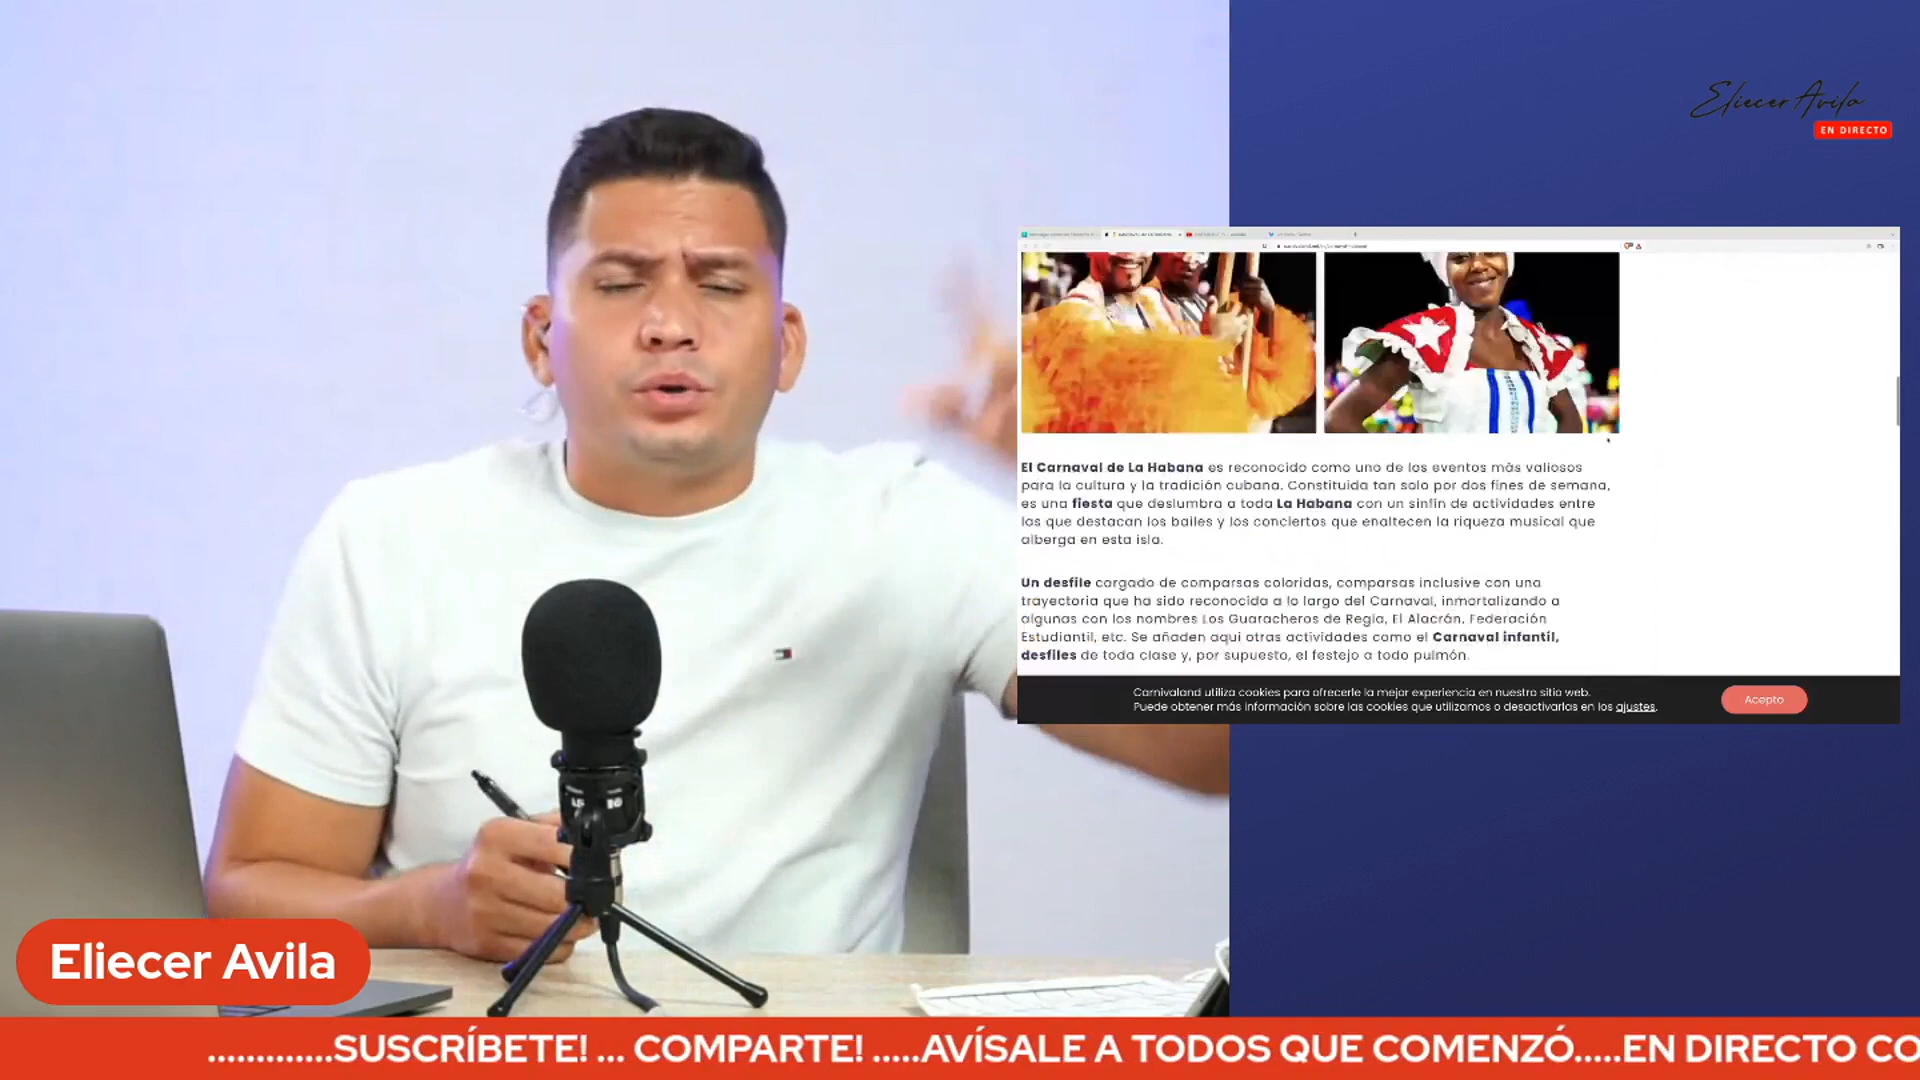 Eliecer Avila
EN DIRECTO
El Carnaval de La Habana es reconocido como uno de los eventos más valiosos
para la cultura y la tradición cubana. Constituida tan solo por dos fines de semana,
es una fiesta que deslumbra a toda La Habana con un sinfín de actividades entre
las que destacan los bailes y los conciertos que enaltecen la riqueza musical que
alberga en esta isla.
Un desfile cargado de comparsas coloridas, comparsas inclusive con una
trayectoria que ha sido reconocida a lo largo del Carnaval, inmortalizando a
algunas con los nombres Los Guaracheros de Regla, El Alacrán, Federación
Estudiantil, etc. Se añaden aquí otras actividades como el Carnaval infantil,
desfiles de toda clase y, por supuesto, el festejo a todo pulmón.
Carnivaland utiliza cookies para ofrecerle la mejor experiencia en nuestro sitio web.
Puede obtener más información sobre las cookies que utilizamos o desactivarlas en los ajustes.
Acepto
Eliecer Avila
............SUSCRÍBETE! ... COMPARTE! .....AVÍSALE A TODOS QUE COMENZÓ.....EN DIRECTO CO